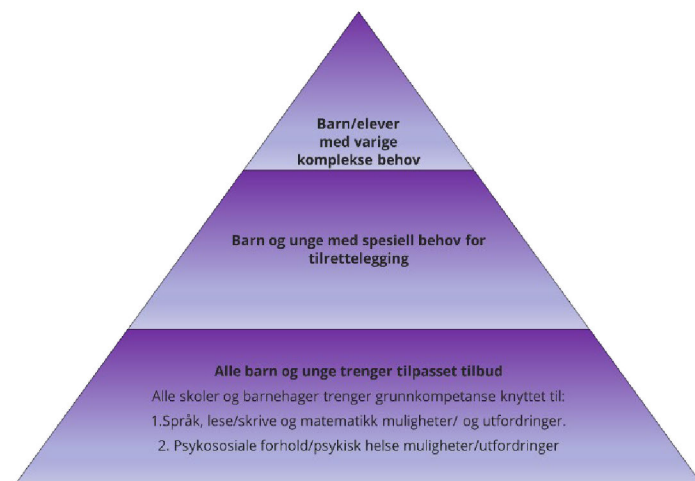 Barn/elever
med varige
komplekse behov
Barn og unge med spesiell behov for
tilrettelegging
Alle barn og unge trenger tilpasset tilbud
Alle skoler og barnehager trenger grunnkompetanse knyttet til:
1.Språk, lese/skrive og matematikk muligheter/ og utfordringer.
2. Psykososiale forhold/psykisk helse muligheter/utfordringer